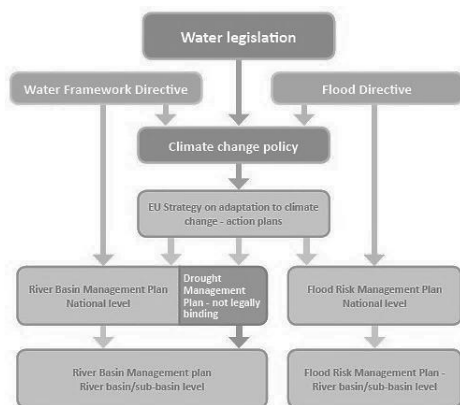 Water legislation
Water Framework Directive
Flood Directive
Climate change policy
EU Strategy on adaptation to climate
change - action plans
River Basin Management Plan
National level
Drought
Management
Plan - not legally
binding
Flood Risk Management Plan
National level
River Basin Management plan
River basin/sub-basin level
Flood Risk Management Plan -
River basin/sub-basin level